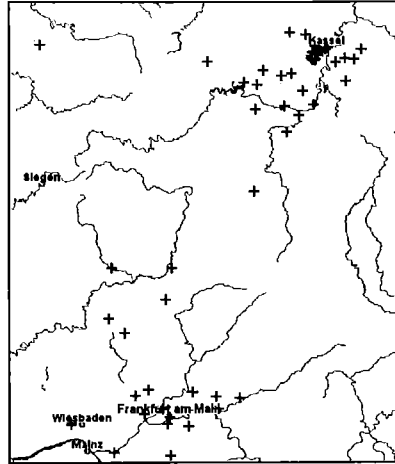 Kassel
Siegen
Frankfurt am Main
Wiesbaden
Mainz